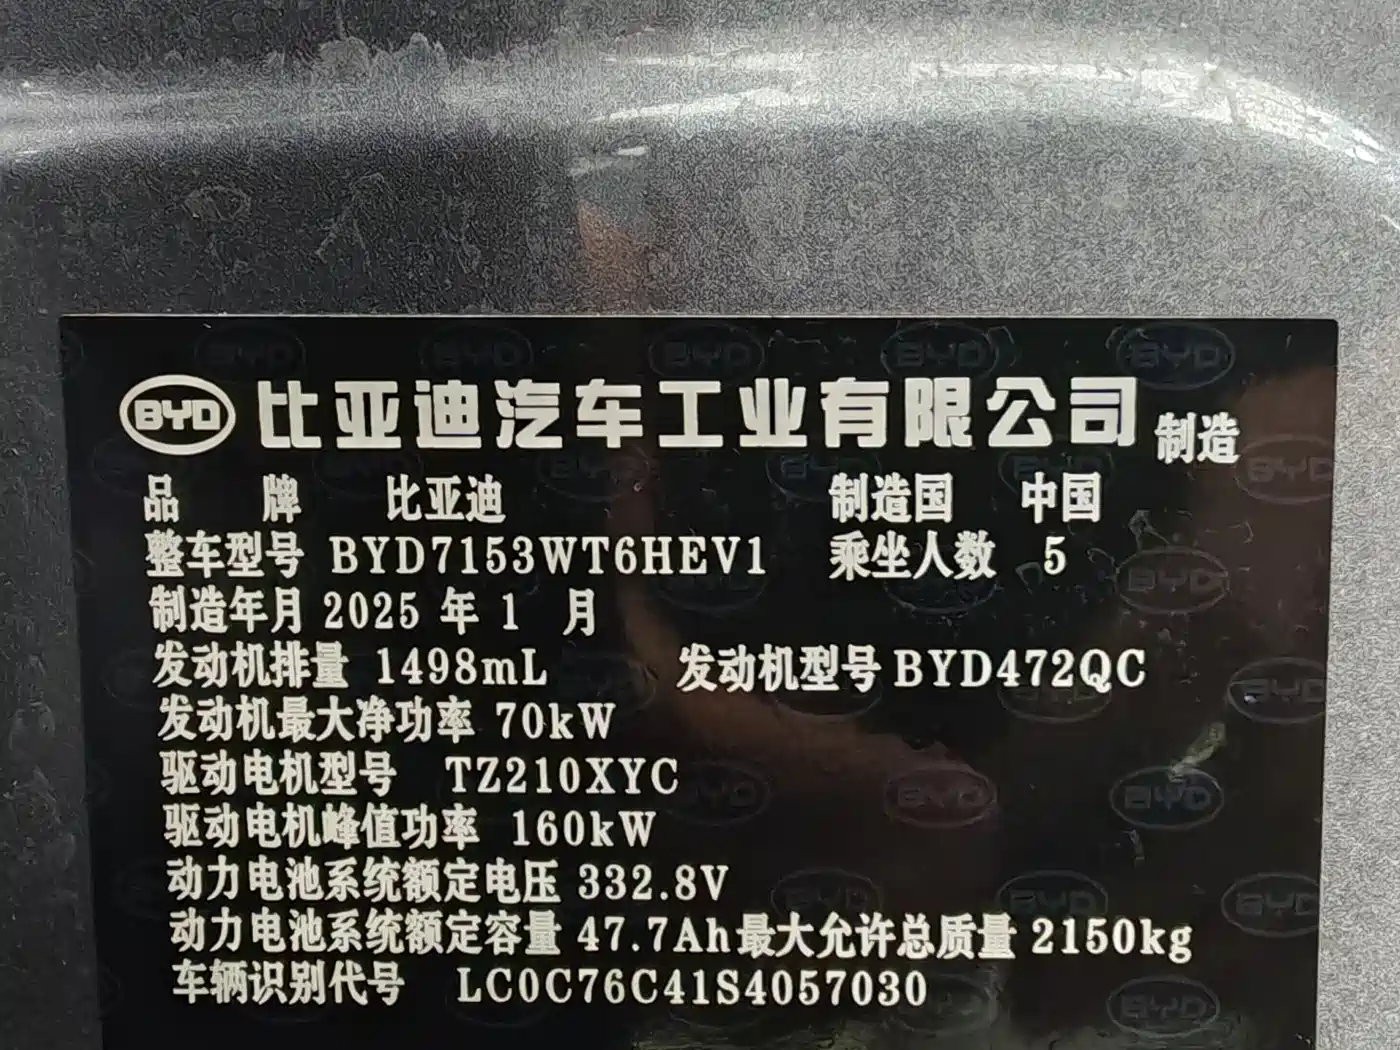 BYD 比亚迪汽车工业有限公司 制造
品 牌 比亚迪 制造国 中国
整车型号 BYD7153WT6HEV1 乘坐人数 5
制造年月 2025 年 1 月
发动机排量 1498mL 发动机型号 BYD472QC
发动机最大净功率 70kW
驱动电机型号 TZ210XYC
驱动电机峰值功率 160kW
动力电池系统额定电压 332.8V
动力电池系统额定容量 47.7Ah 最大允许总质量 2150kg
车辆识别代号 LC0C76C41S4057030